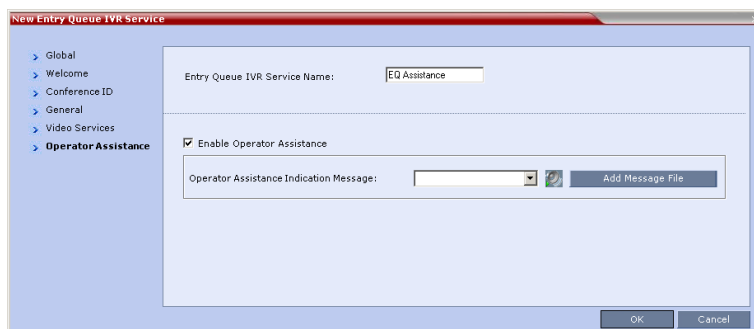 New Entry Queue IVR Service
Global
Welcome
Conference ID
General
Video Services
Operator Assistance
Entry Queue IVR Service Name: EQ Assistance
Enable Operator Assistance
Operator Assistance Indication Message: Add Message File
OK Cancel